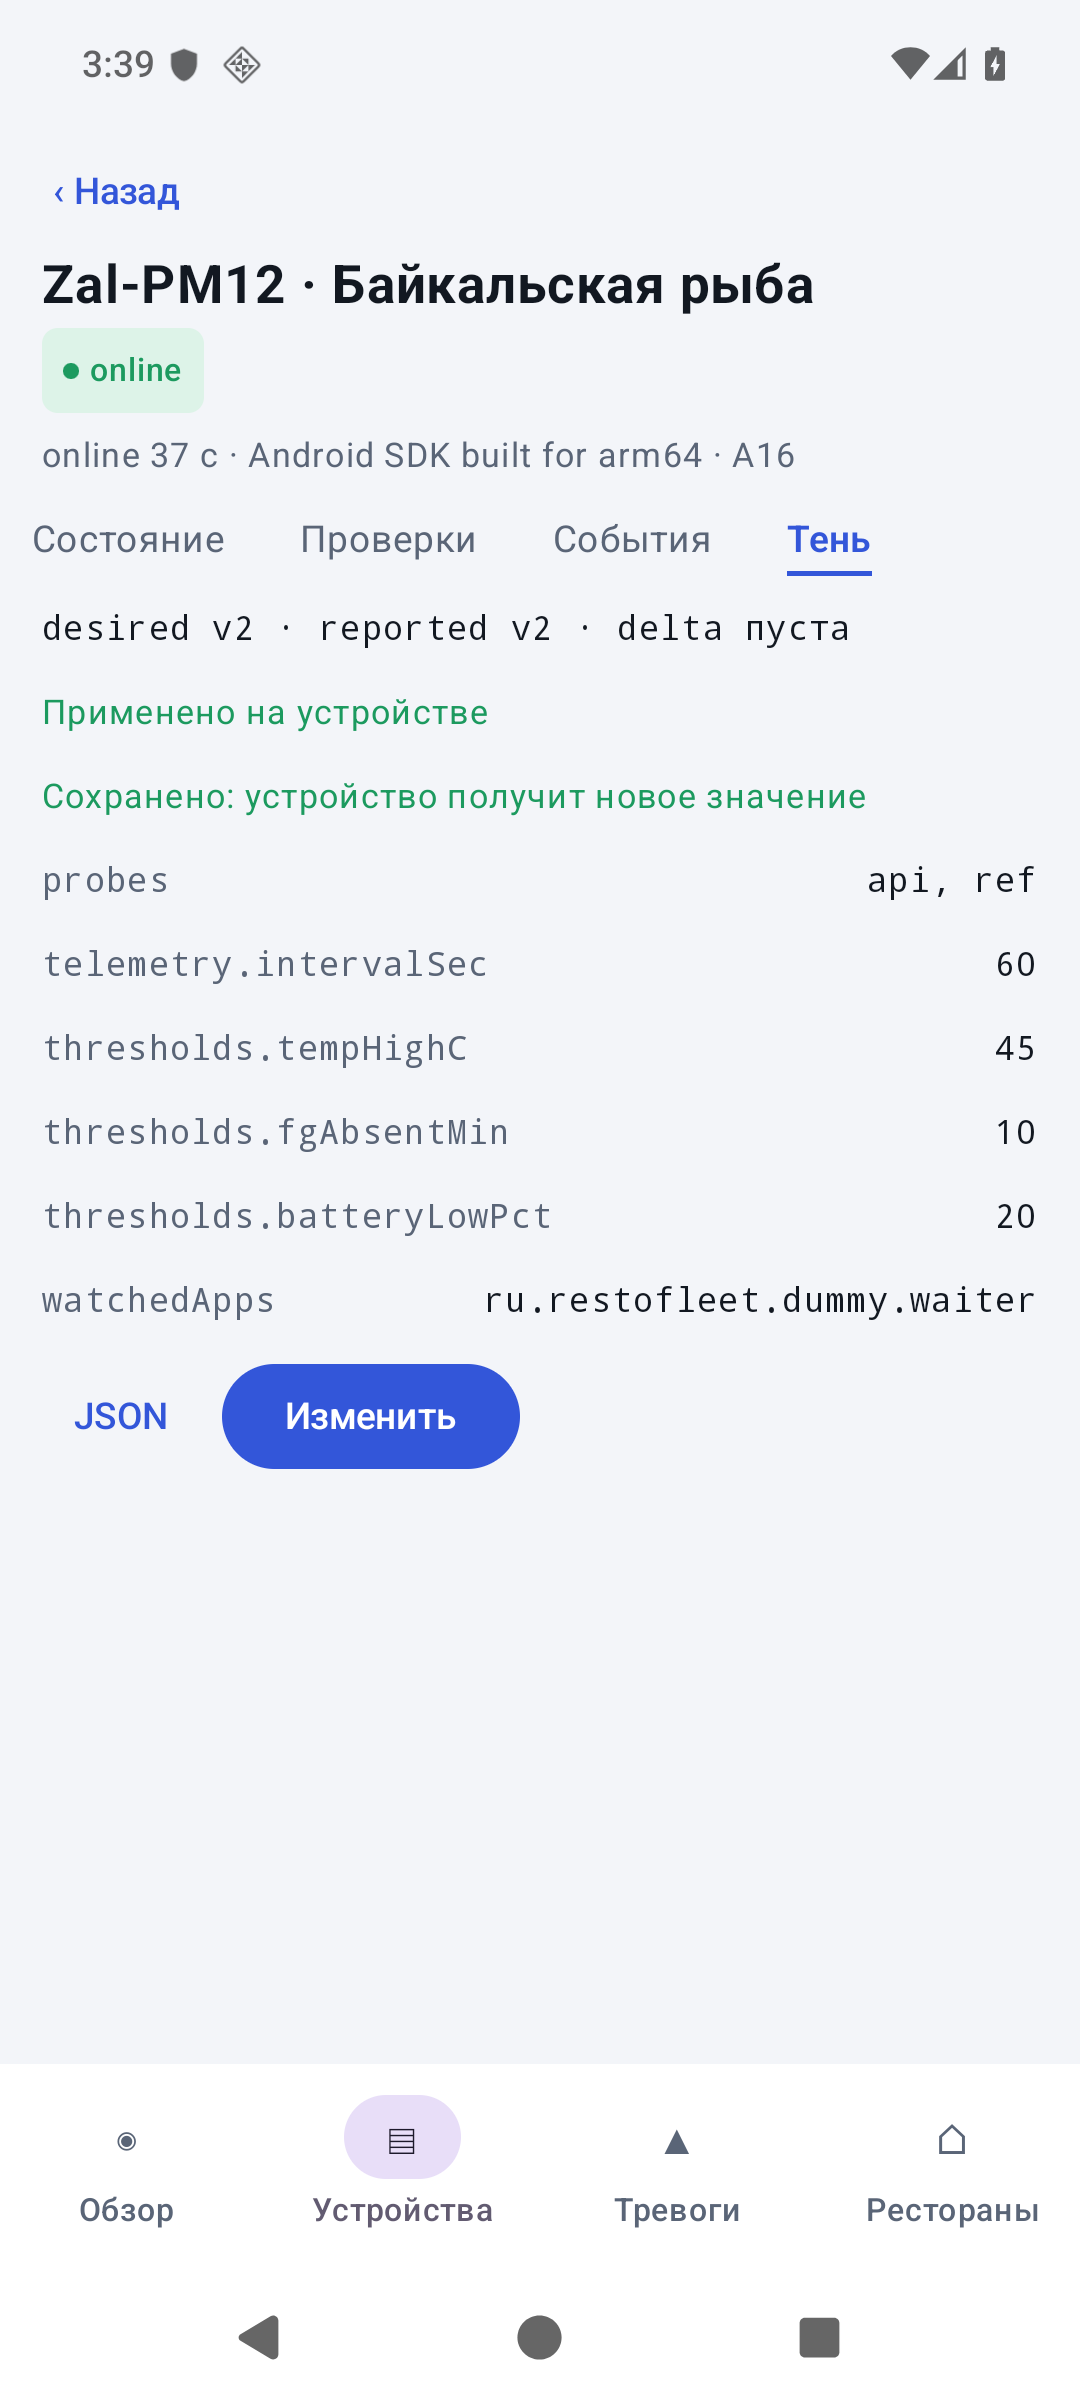 3:39
‹ Назад
Zal-PM12 · Байкальская рыба
online
online 37 с · Android SDK built for arm64 · A16
Состояние Проверки События Тень
desired v2 · reported v2 · delta пуста
Применено на устройстве
Сохранено: устройство получит новое значение
probes api, ref
telemetry.intervalSec 60
thresholds.tempHighC 45
thresholds.fgAbsentMin 10
thresholds.batteryLowPct 20
watchedApps ru.restofleet.dummy.waiter
JSON Изменить
Обзор Устройства Тревоги Рестораны